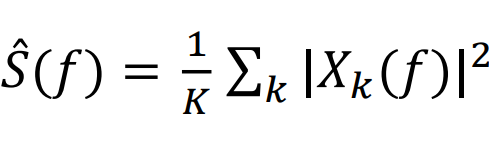 Ŝ(f) = 1/K ∑ₖ |Xₖ(f)|²